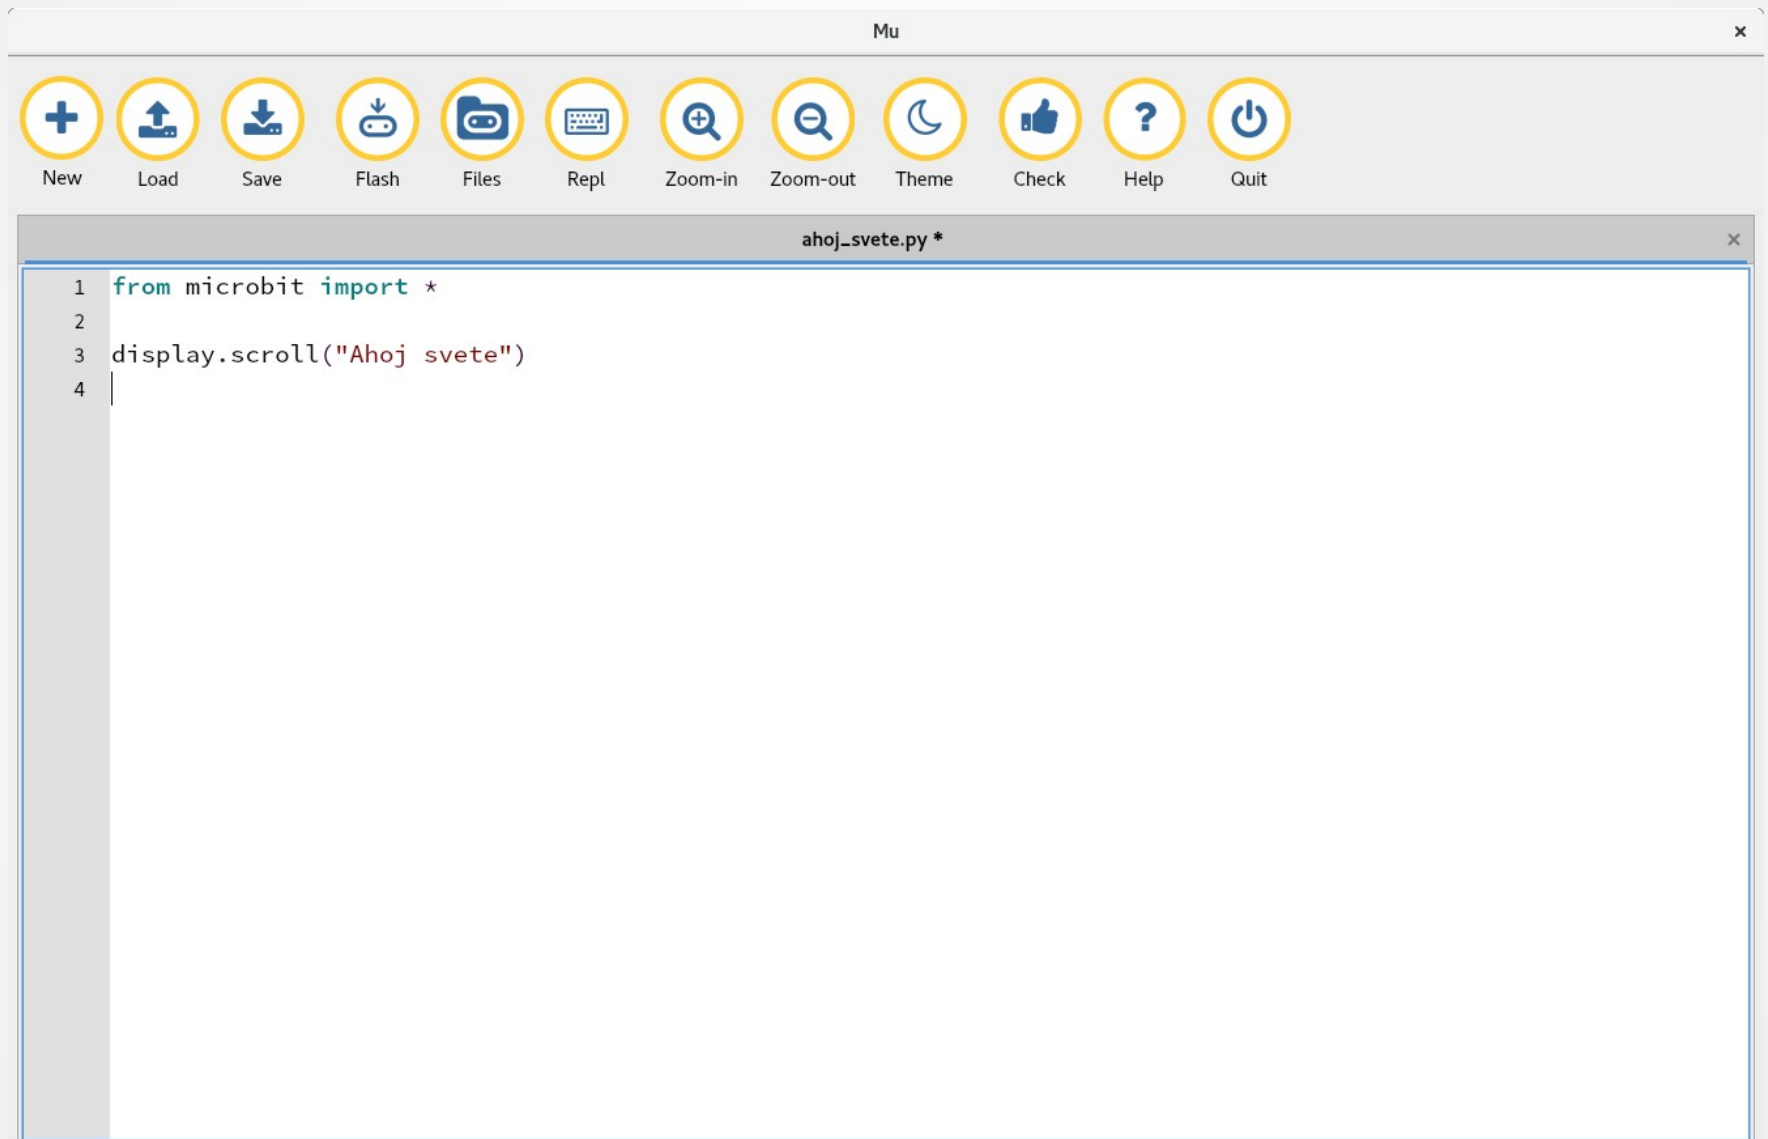 Mu
New Load Save Flash Files Repl Zoom-in Zoom-out Theme Check Help Quit
ahoj_svete.py *
1 from microbit import *
2
3 display.scroll("Ahoj svete")
4